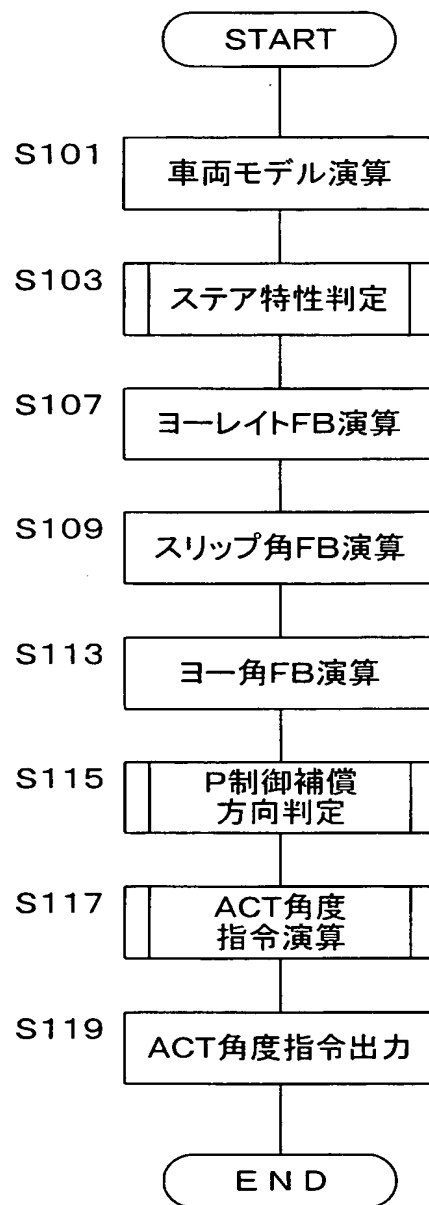 START
S101
車両モデル演算
S103
ステア特性判定
S107
ヨーレイトFB演算
S109
スリップ角FB演算
S113
ヨー角FB演算
S115
P制御補償
方向判定
S117
ACT角度
指令演算
S119
ACT角度指令出力
END